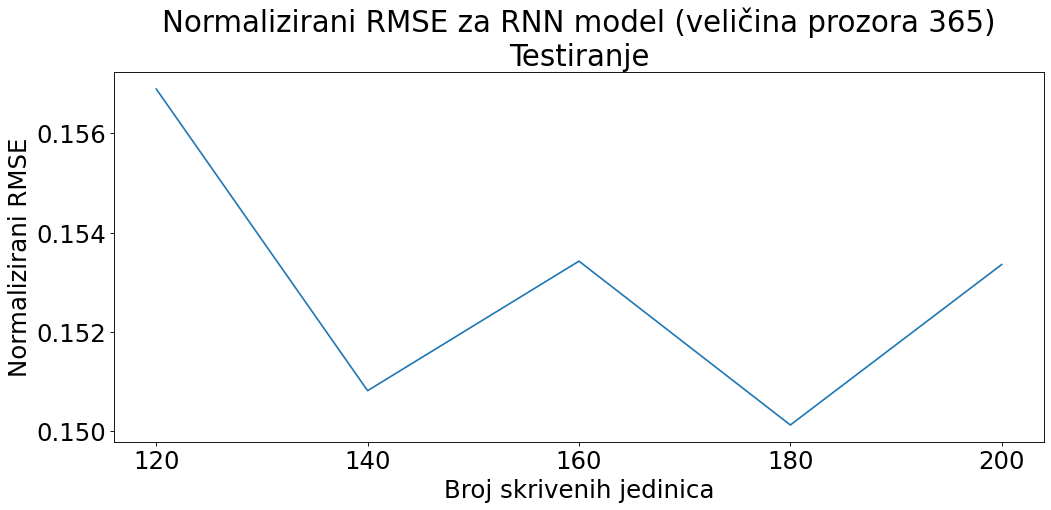 Normalizirani RMSE za RNN model (veličina prozora 365)
Testiranje
Normalizirani RMSE
0.156
0.154
0.152
0.150
120 140 160 180 200
Broj skrivenih jedinica